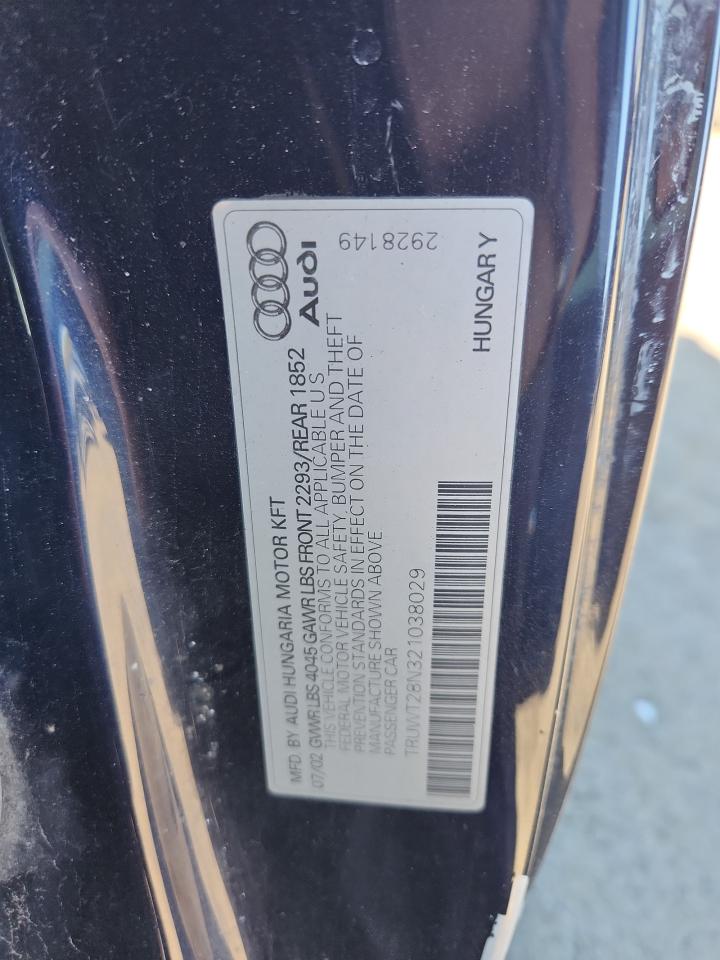 Audi
2928149
MFD. BY AUDI HUNGARIA MOTOR KFT
07/02 GVWR LBS 4045 GAWR LBS FRONT 2293/REAR 1852
THIS VEHICLE CONFORMS TO ALL APPLICABLE U S
FEDERAL MOTOR VEHICLE SAFETY, BUMPER AND THEFT
PREVENTION STANDARDS IN EFFECT ON THE DATE OF
MANUFACTURE SHOWN ABOVE
PASSENGER CAR
TRUWT28N321038029
HUNGARY